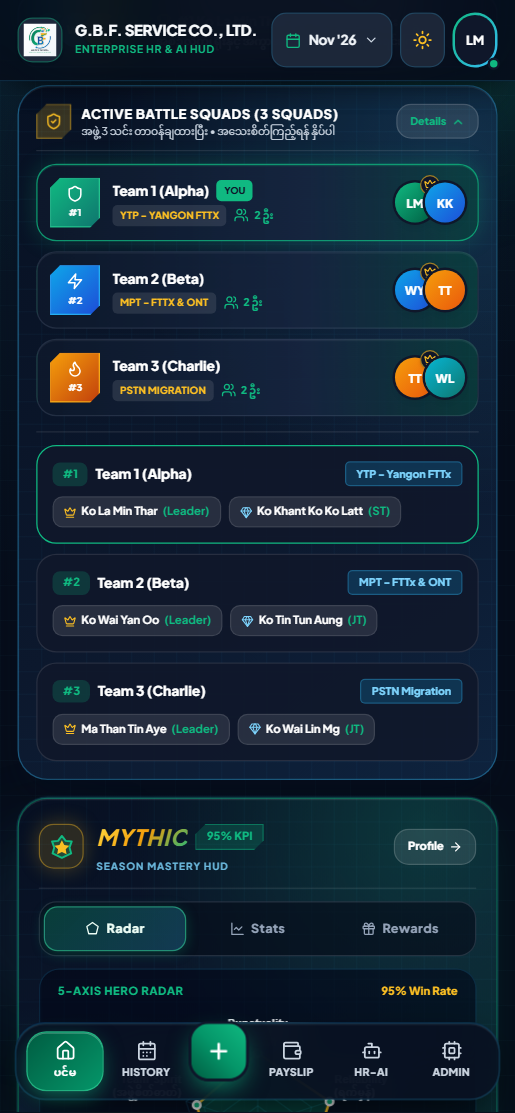 G.B.F. SERVICE CO., LTD.
ENTERPRISE HR & AI HUD
Nov '26
LM
ACTIVE BATTLE SQUADS (3 SQUADS)
အဖွဲ့ 3 သင်း တာဝန်ချထားပြီး • အသေးစိတ်ကြည့်ရန် နှိပ်ပါ
Details
#1
Team 1 (Alpha) YOU
YTP - YANGON FTTX 2 ဦး
LM KK
#2
Team 2 (Beta)
MPT - FTTX & ONT 2 ဦး
WY TT
#3
Team 3 (Charlie)
PSTN MIGRATION 2 ဦး
TT WL
#1 Team 1 (Alpha) YTP - Yangon FTTx
Ko La Min Thar (Leader) Ko Khant Ko Ko Latt (ST)
#2 Team 2 (Beta) MPT - FTTx & ONT
Ko Wai Yan Oo (Leader) Ko Tin Tun Aung (JT)
#3 Team 3 (Charlie) PSTN Migration
Ma Than Tin Aye (Leader) Ko Wai Lin Mg (JT)
MYTHIC 95% KPI
SEASON MASTERY HUD
Profile →
Radar Stats Rewards
5-AXIS HERO RADAR 95% Win Rate
ပင်မ HISTORY + PAYSLIP HR-AI ADMIN